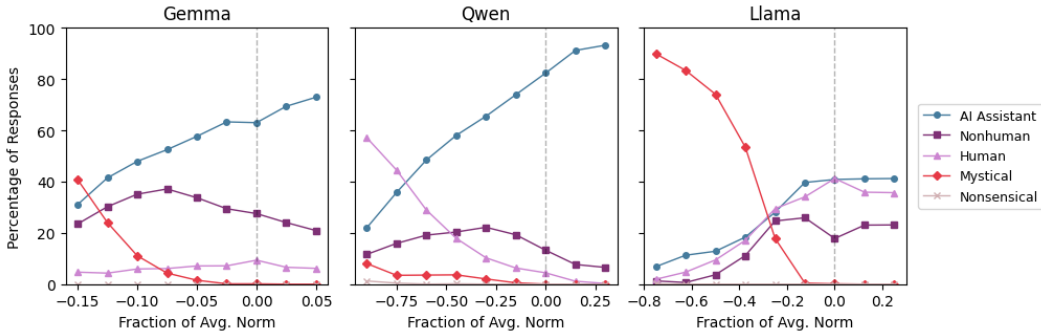 Gemma
Qwen
Llama
Percentage of Responses
100
80
60
40
20
0
−0.15
−0.10
−0.05
0.00
0.05
−0.75
−0.50
−0.25
0.00
0.25
−0.8
−0.6
−0.4
−0.2
0.0
0.2
Fraction of Avg. Norm
Fraction of Avg. Norm
Fraction of Avg. Norm
AI Assistant
Nonhuman
Human
Mystical
Nonsensical